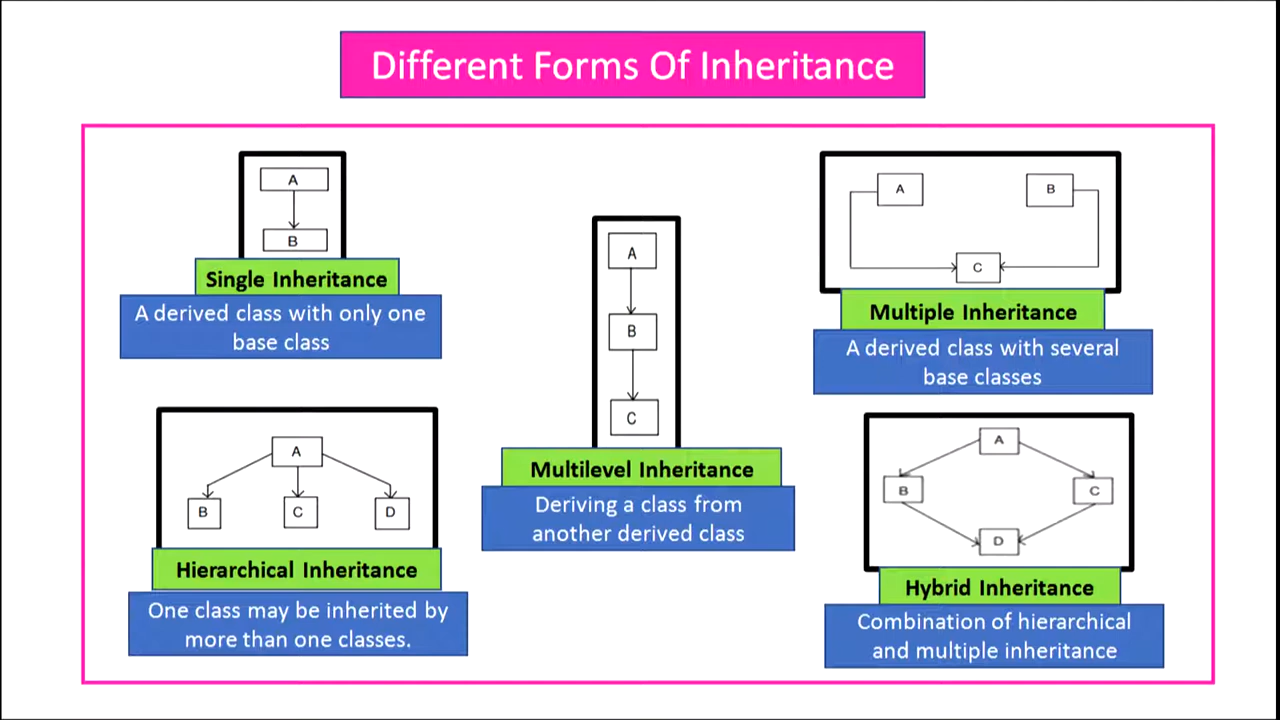 Different Forms Of Inheritance
A
B
Single Inheritance
A derived class with only one
base class
A
B
C
D
Hierarchical Inheritance
One class may be inherited by
more than one classes.
A
B
C
Multilevel Inheritance
Deriving a class from
another derived class
A
B
C
Multiple Inheritance
A derived class with several
base classes
A
B
C
D
Hybrid Inheritance
Combination of hierarchical
and multiple inheritance